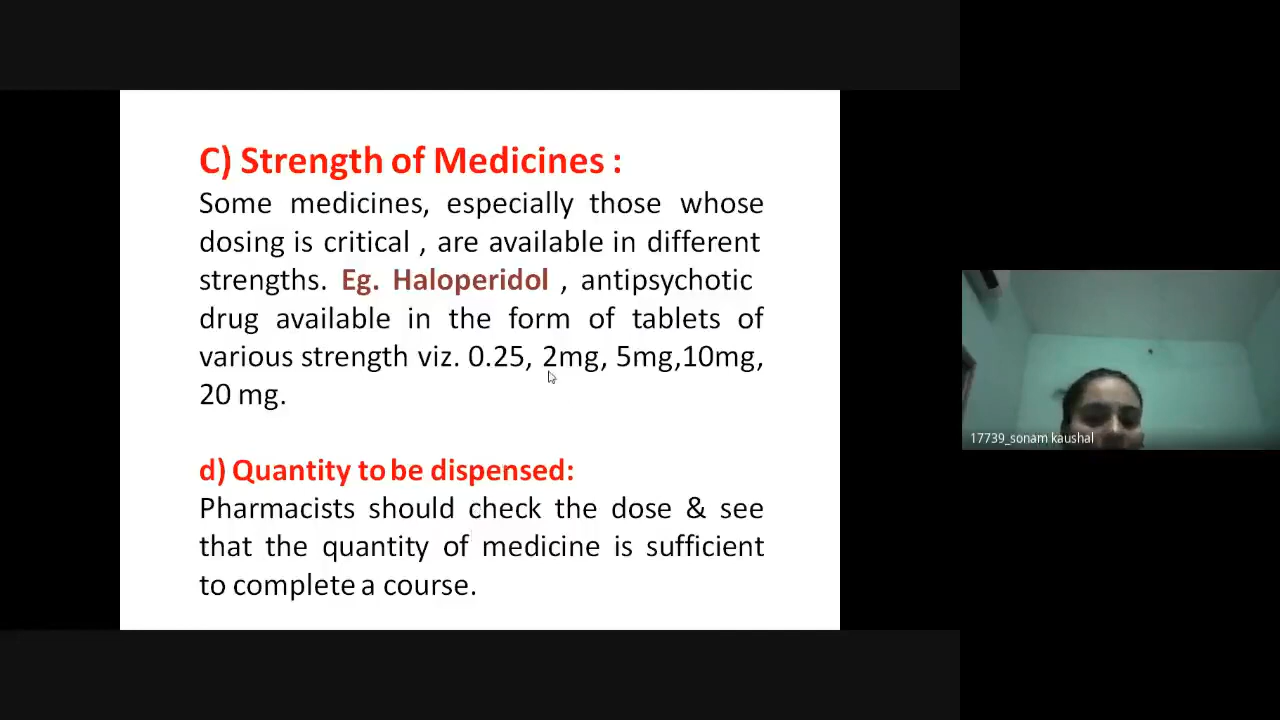 C) Strength of Medicines :
Some medicines, especially those whose
dosing is critical , are available in different
strengths. Eg. Haloperidol , antipsychotic
drug available in the form of tablets of
various strength viz. 0.25, 2mg, 5mg,10mg,
20 mg.
d) Quantity to be dispensed:
Pharmacists should check the dose & see
that the quantity of medicine is sufficient
to complete a course.
17739_sonam kaushal